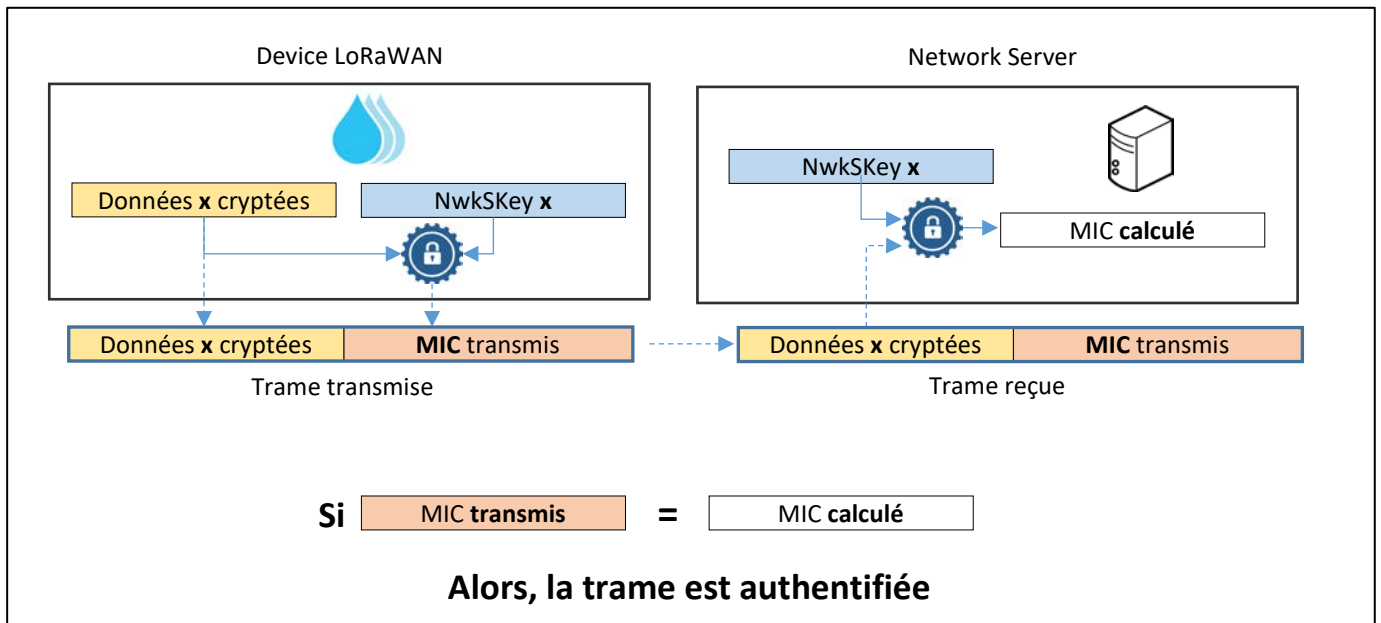 Device LoRaWAN
Network Server
Données x cryptées
NwkSKey x
NwkSKey x
MIC calculé
Données x cryptées
MIC transmis
Données x cryptées
MIC transmis
Trame transmise
Trame reçue
Si MIC transmis = MIC calculé
Alors, la trame est authentifiée